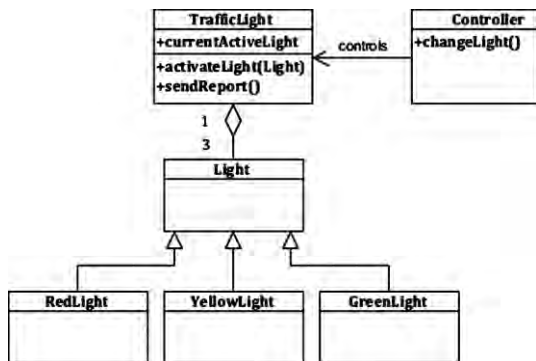 TrafficLight
+currentActiveLight
+activateLight(Light)
+sendReport()
controls
Controller
+changeLight()
1
3
Light
RedLight
YellowLight
GreenLight